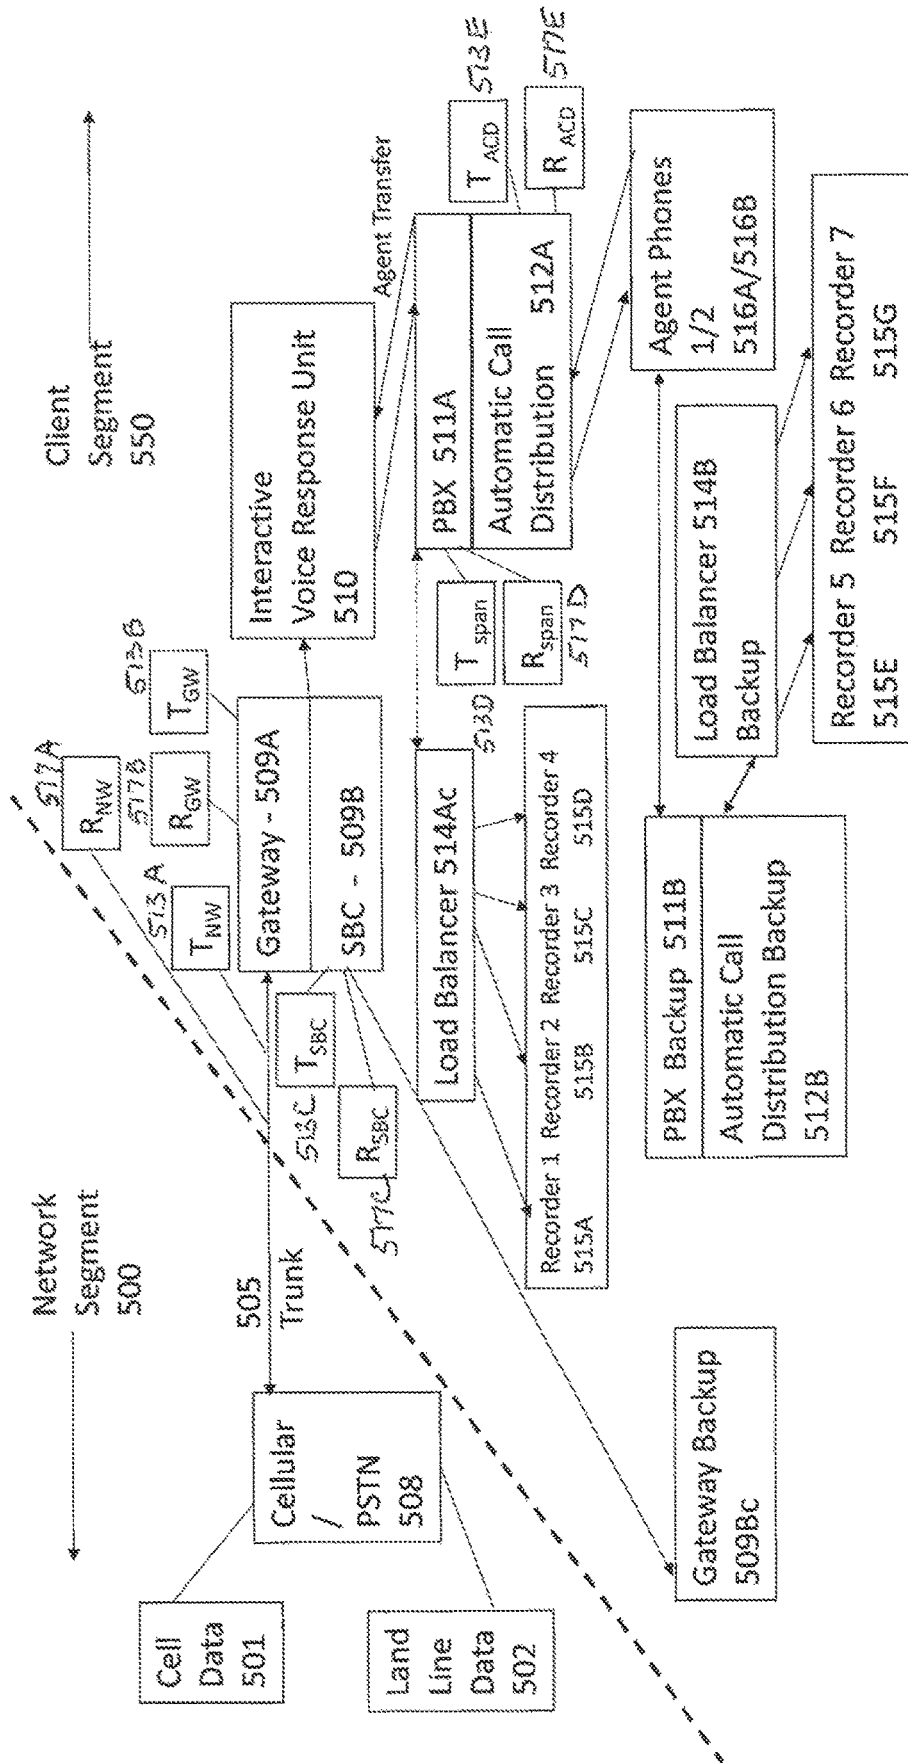 Network
Segment
500
Client
Segment
550
Cell
Data
501
Land
Line
Data
502
Cellular
/
PSTN
508
505
Trunk
513A
T NW
517A
R NW
517B
R GW
513B
T GW
Gateway - 509A
SBC - 509B
513C
T SBC
517C
R SBC
Interactive
Voice Response Unit
510
Agent Transfer
PBX 511A
Automatic Call
Distribution 512A
T ACD
513E
R ACD
517E
513D
T span
R span
517D
Load Balancer 514Ac
Recorder 1 Recorder 2 Recorder 3 Recorder 4
515A 515B 515C 515D
Agent Phones
1/2
516A/516B
Gateway Backup
509Bc
PBX Backup 511B
Automatic Call
Distribution Backup
512B
Load Balancer 514B
Backup
Recorder 5 Recorder 6 Recorder 7
515E 515F 515G